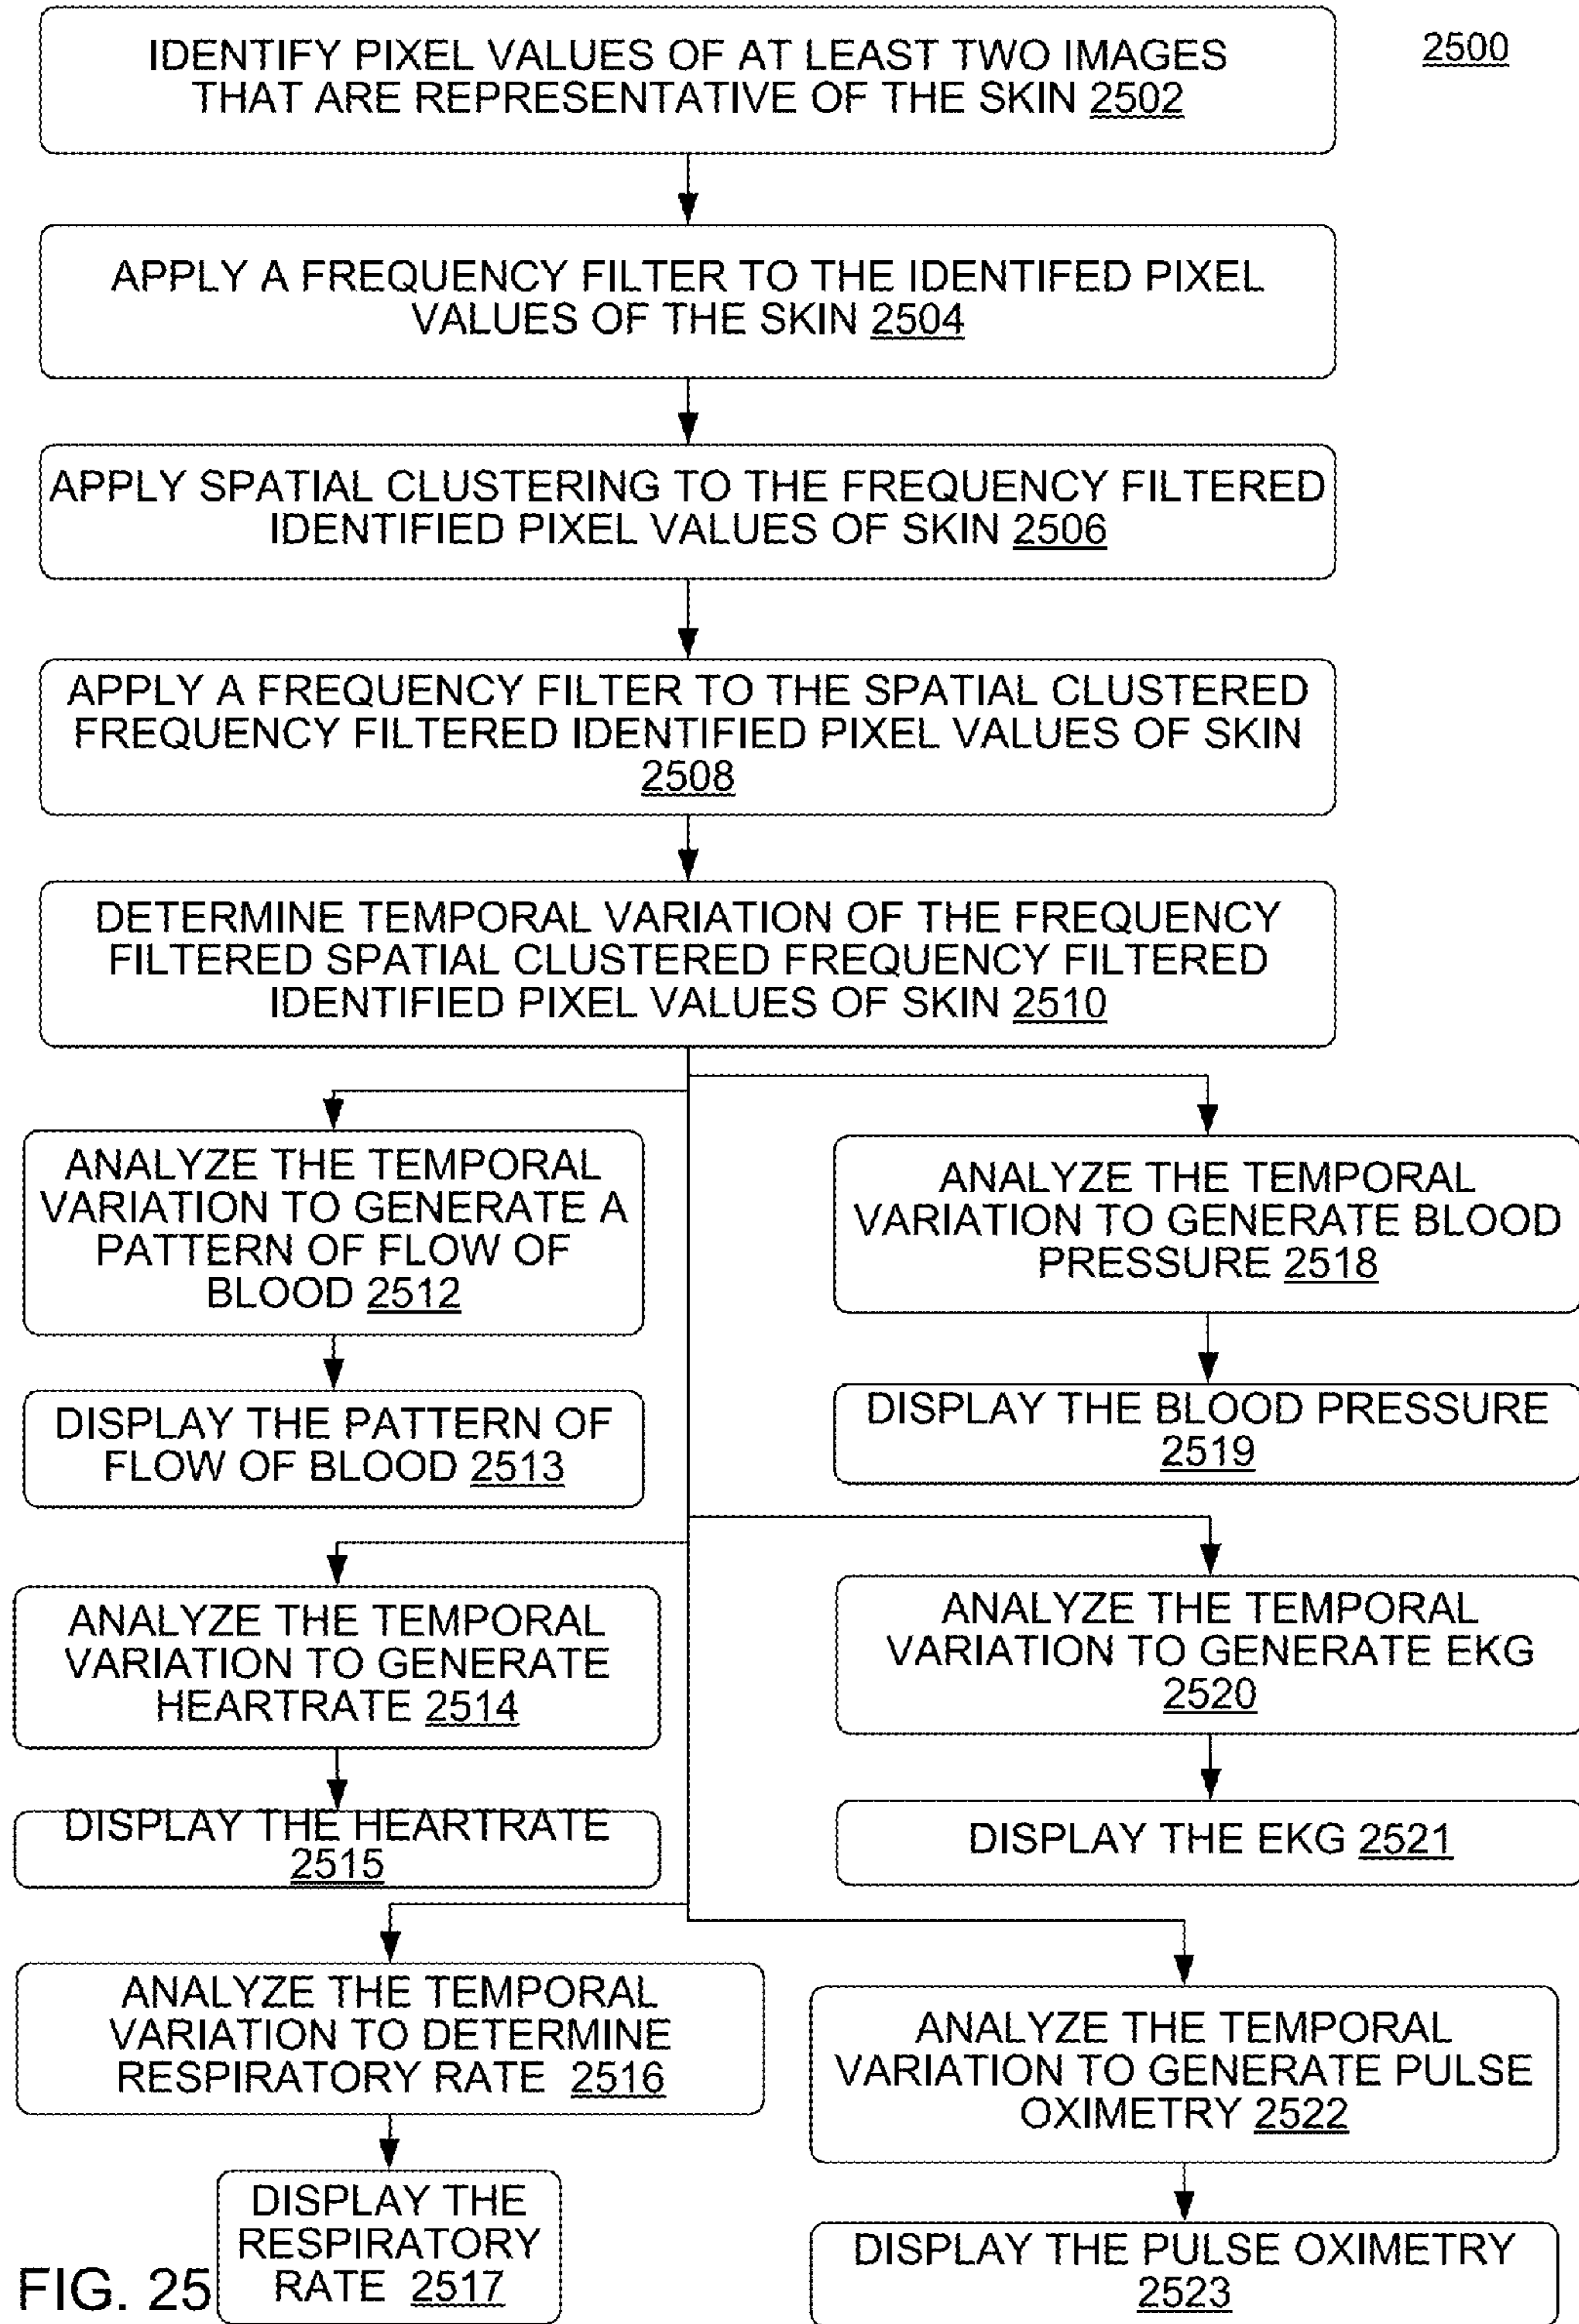 2500
IDENTIFY PIXEL VALUES OF AT LEAST TWO IMAGES
THAT ARE REPRESENTATIVE OF THE SKIN 2502
APPLY A FREQUENCY FILTER TO THE IDENTIFED PIXEL
VALUES OF THE SKIN 2504
APPLY SPATIAL CLUSTERING TO THE FREQUENCY FILTERED
IDENTIFIED PIXEL VALUES OF SKIN 2506
APPLY A FREQUENCY FILTER TO THE SPATIAL CLUSTERED
FREQUENCY FILTERED IDENTIFIED PIXEL VALUES OF SKIN
2508
DETERMINE TEMPORAL VARIATION OF THE FREQUENCY
FILTERED SPATIAL CLUSTERED FREQUENCY FILTERED
IDENTIFIED PIXEL VALUES OF SKIN 2510
ANALYZE THE TEMPORAL
VARIATION TO GENERATE A
PATTERN OF FLOW OF
BLOOD 2512
DISPLAY THE PATTERN OF
FLOW OF BLOOD 2513
ANALYZE THE TEMPORAL
VARIATION TO GENERATE BLOOD
PRESSURE 2518
DISPLAY THE BLOOD PRESSURE
2519
ANALYZE THE TEMPORAL
VARIATION TO GENERATE
HEARTRATE 2514
DISPLAY THE HEARTRATE
2515
ANALYZE THE TEMPORAL
VARIATION TO GENERATE EKG
2520
DISPLAY THE EKG 2521
ANALYZE THE TEMPORAL
VARIATION TO DETERMINE
RESPIRATORY RATE 2516
DISPLAY THE
RESPIRATORY
RATE 2517
ANALYZE THE TEMPORAL
VARIATION TO GENERATE PULSE
OXIMETRY 2522
DISPLAY THE PULSE OXIMETRY
2523
FIG. 25